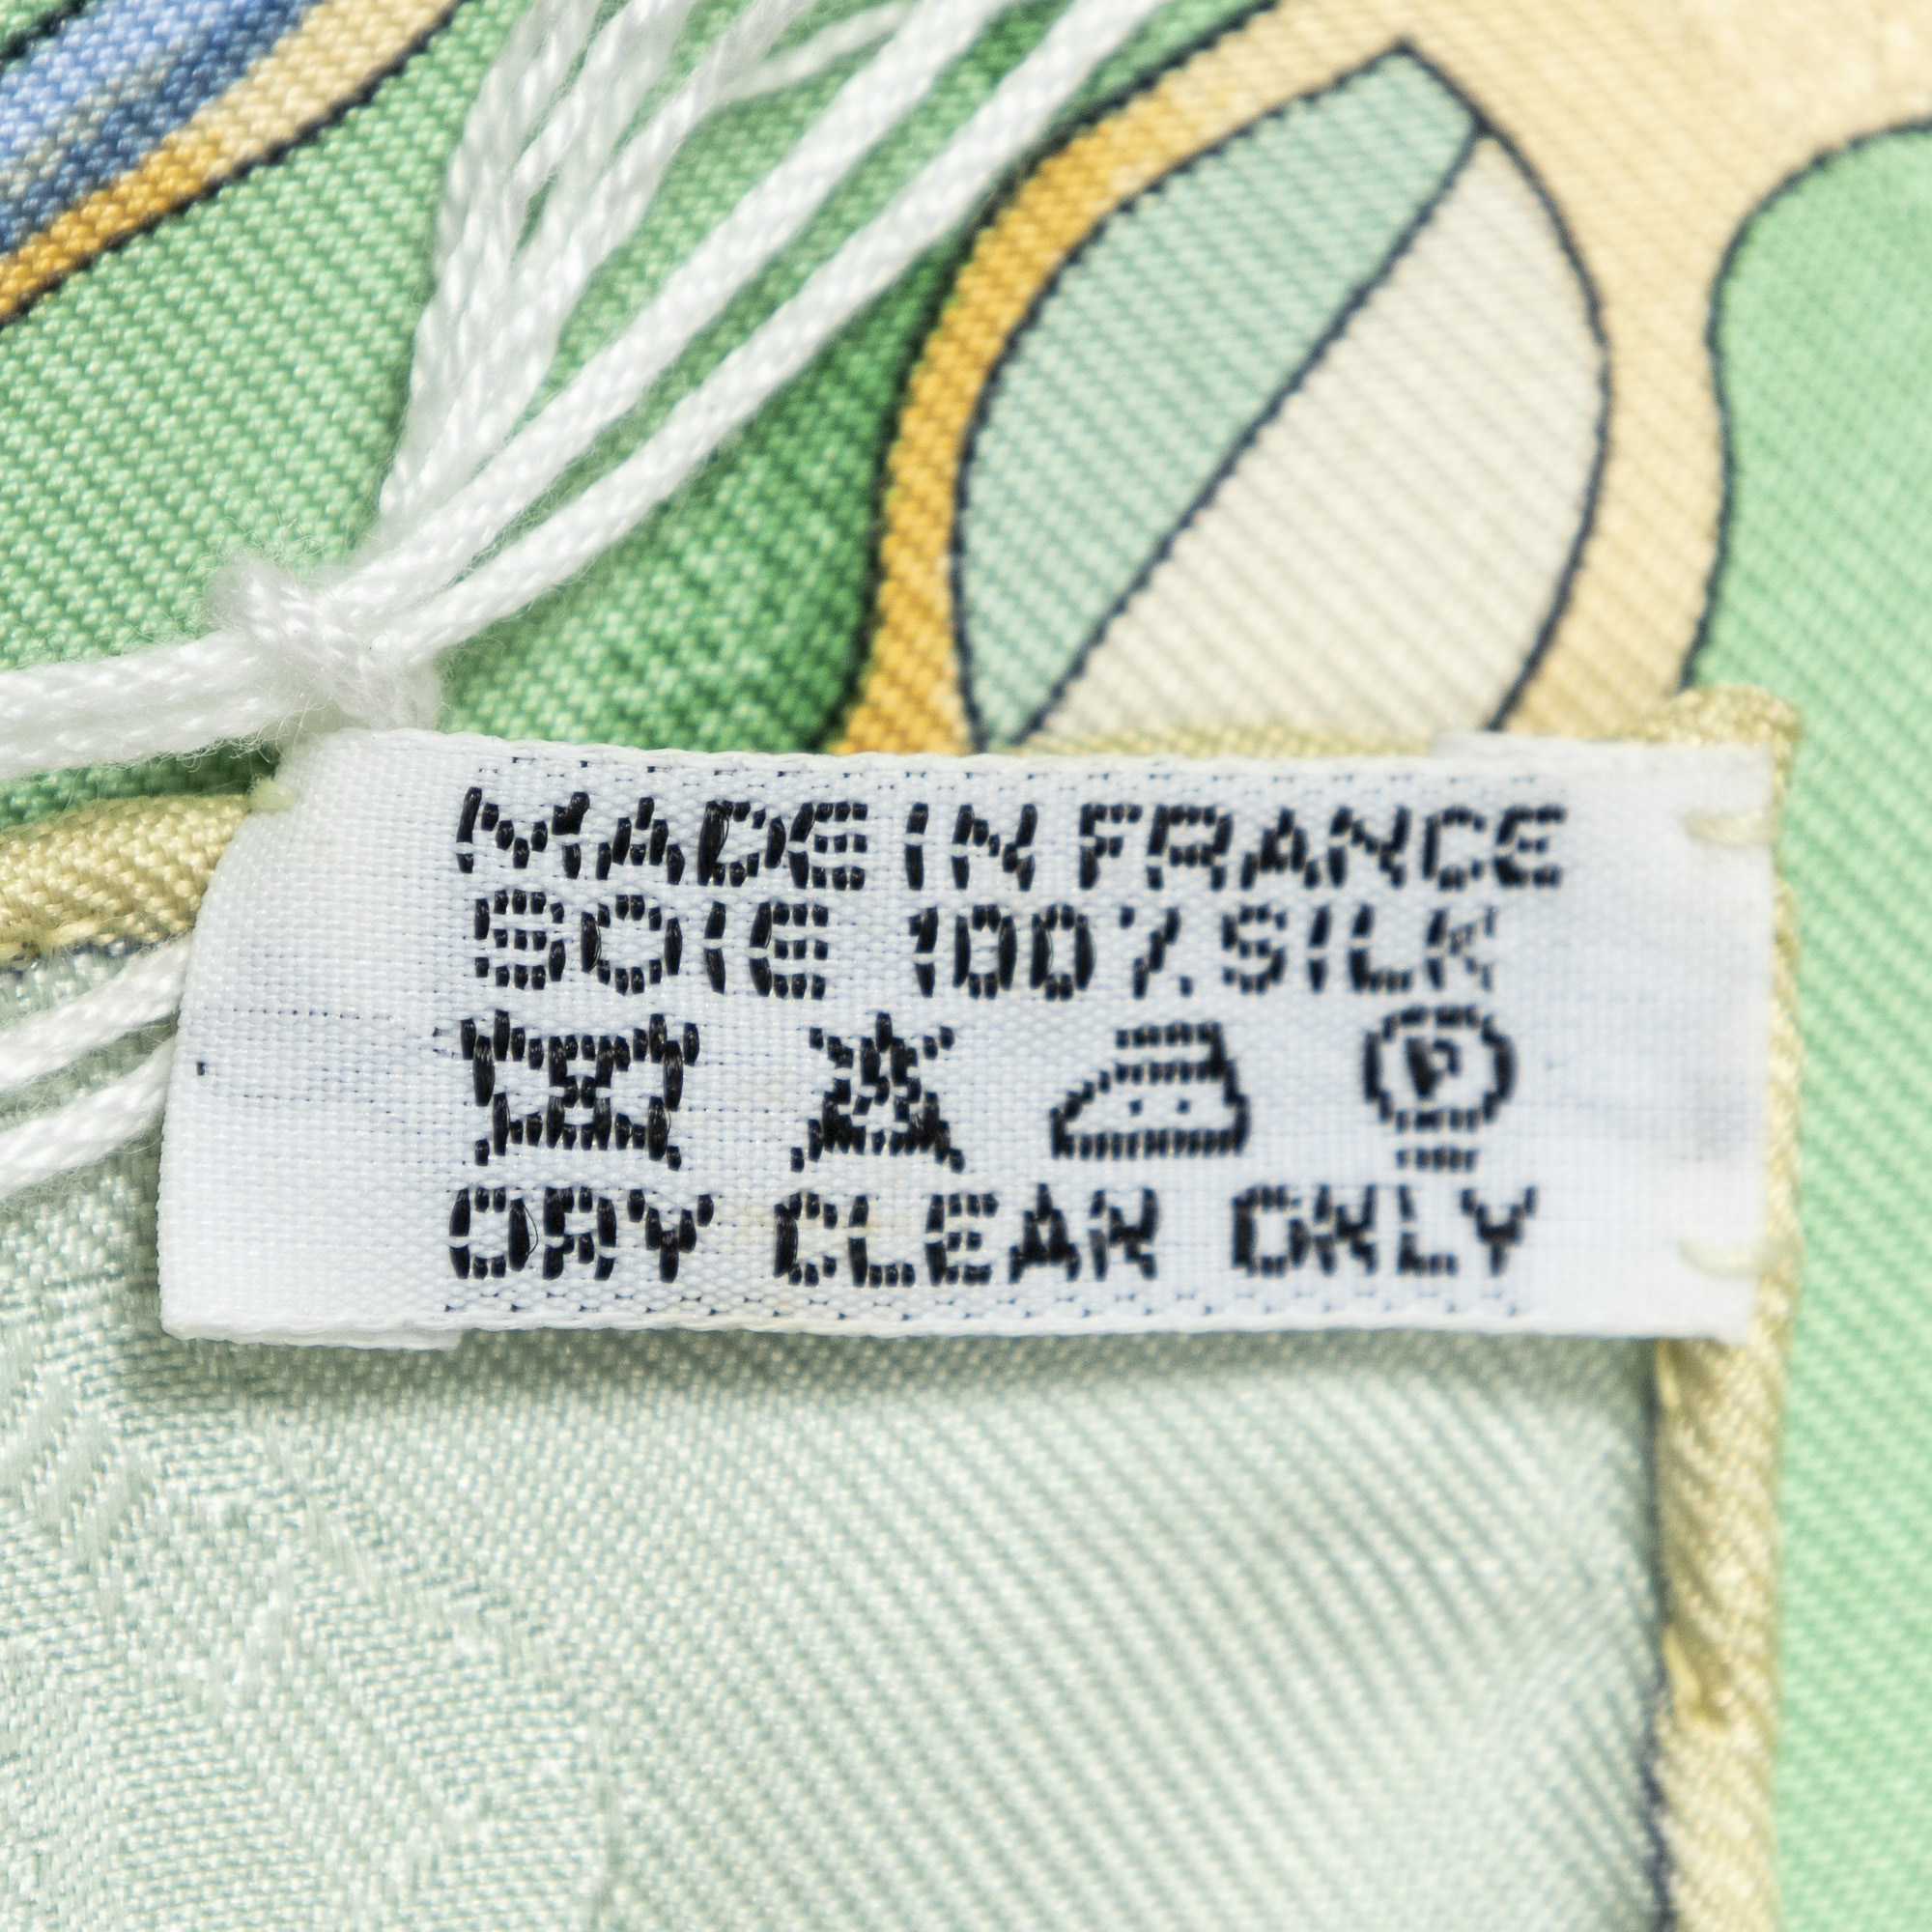 MADE IN FRANCE
SOIE 100% SILK
P
DRY CLEAN ONLY